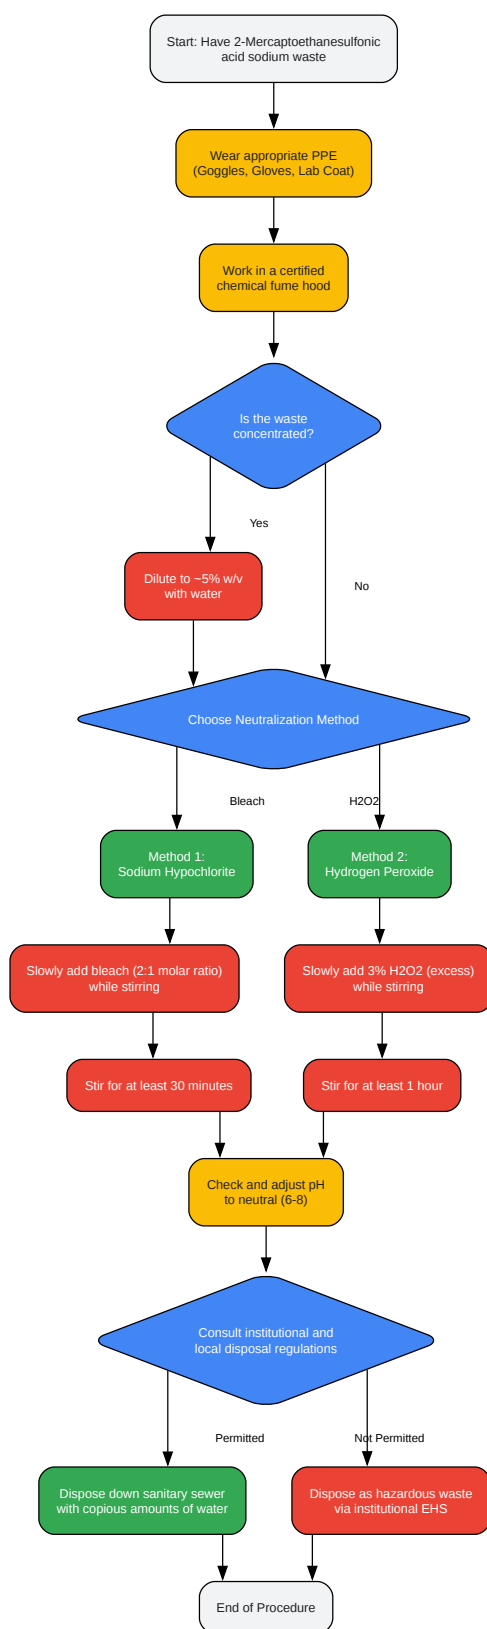 Start: Have 2-Mercaptoethanesulfonic
acid sodium waste
Wear appropriate PPE
(Goggles, Gloves, Lab Coat)
Work in a certified
chemical fume hood
Is the waste
concentrated?
Yes
Dilute to ~5% w/v
with water
No
Choose Neutralization Method
Bleach
H2O2
Method 1:
Sodium Hypochlorite
Method 2:
Hydrogen Peroxide
Slowly add bleach (2:1 molar ratio)
while stirring
Slowly add 3% H2O2 (excess)
while stirring
Stir for at least 30 minutes
Stir for at least 1 hour
Check and adjust pH
to neutral (6-8)
Consult institutional and
local disposal regulations
Permitted
Not Permitted
Dispose down sanitary sewer
with copious amounts of water
Dispose as hazardous waste
via institutional EHS
End of Procedure